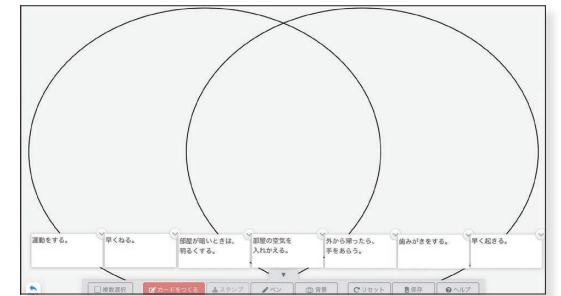 運動をする。
早くねる。
部屋が暗いときは、
明るくする。
部屋の空気を
入れかえる。
外から帰ったら、
手をあらう。
歯みがきをする。
早く起きる。
複数選択
カードをつくる
スタンプ
ペン
背景
リセット
保存
ヘルプ